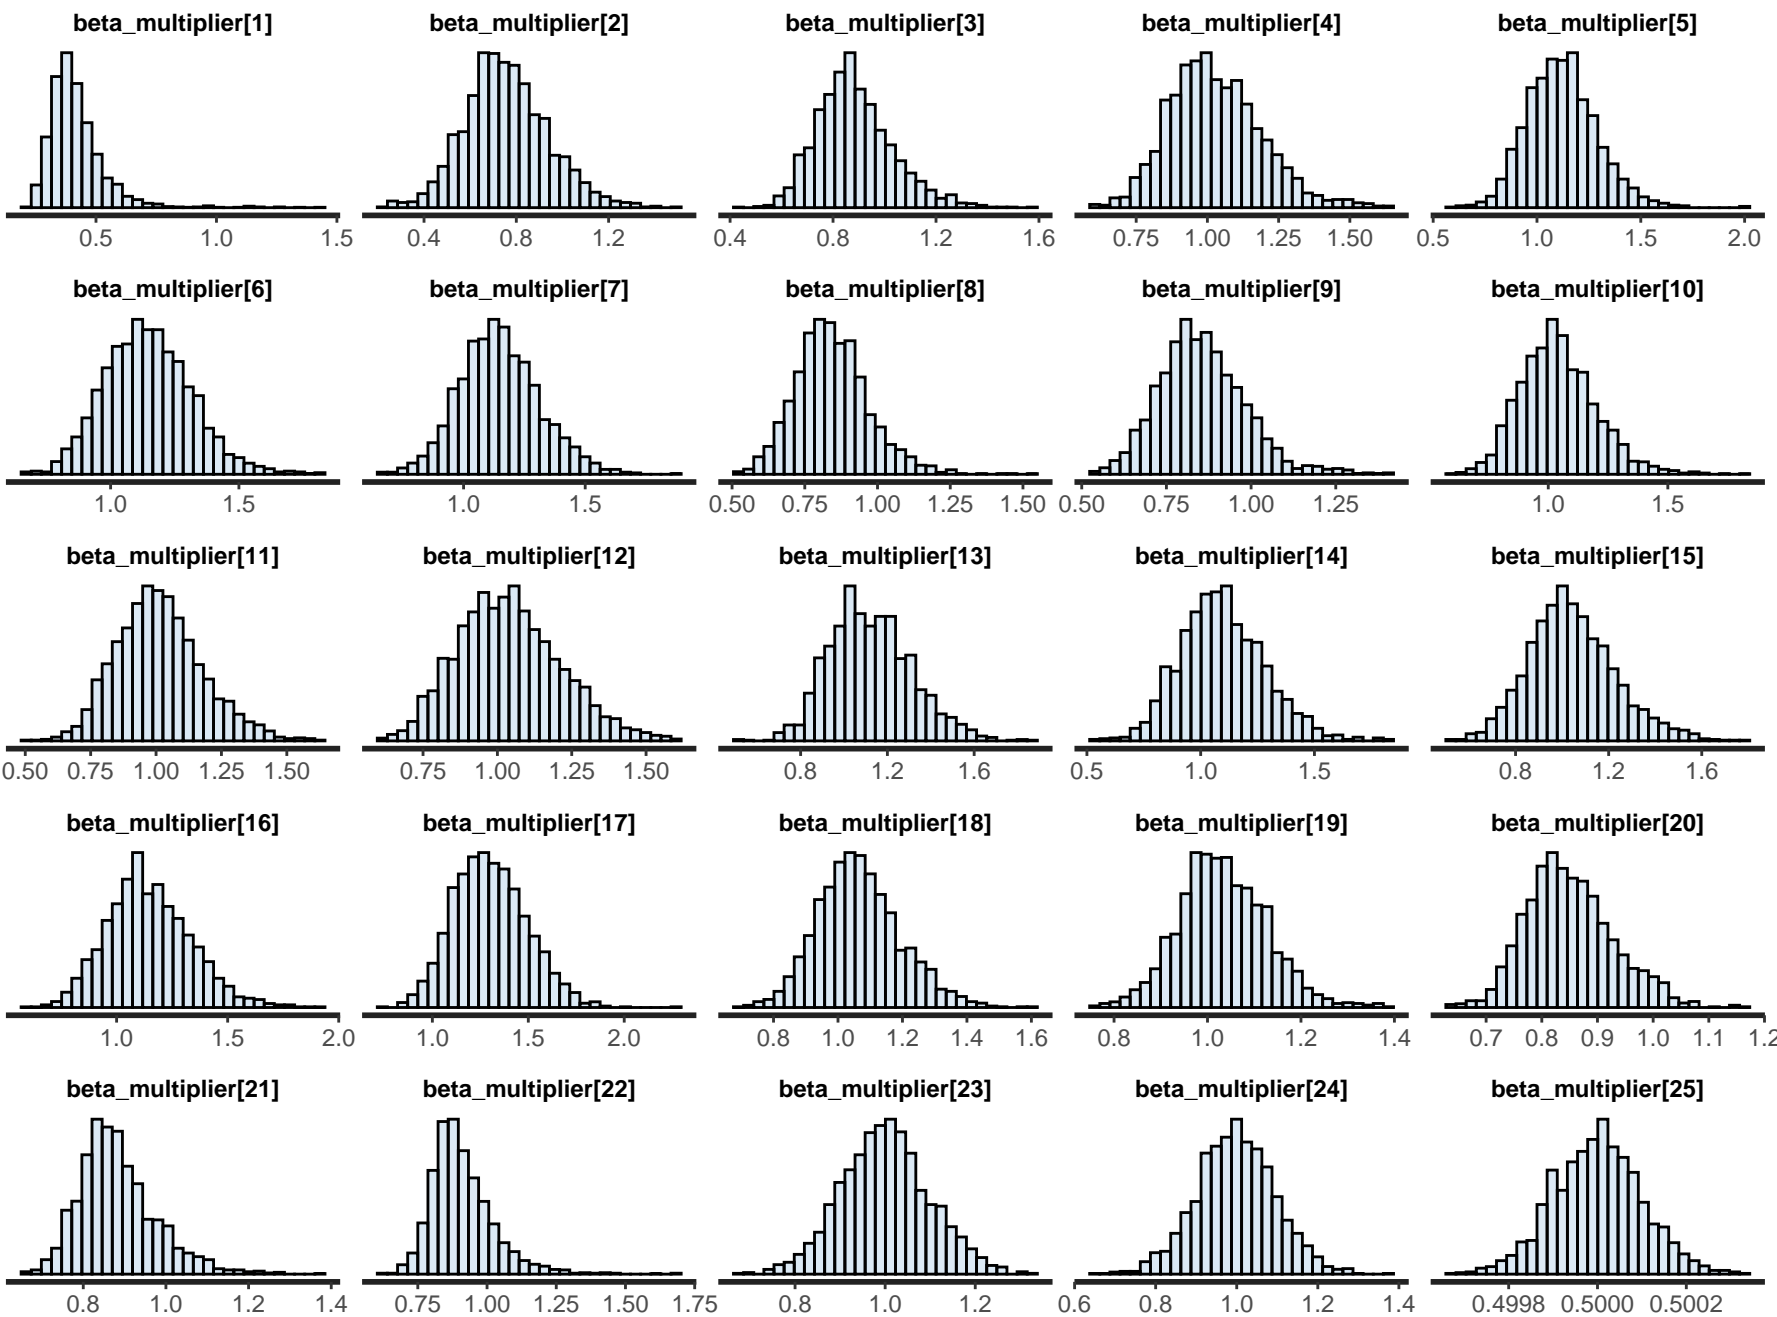 beta_multiplier[1] beta_multiplier[2] beta_multiplier[3] beta_multiplier[4] beta_multiplier[5]
0.5 1.0 1.5 0.4 0.8 1.2 0.4 0.8 1.2 1.6 0.75 1.00 1.25 1.50 0.5 1.0 1.5 2.0
beta_multiplier[6] beta_multiplier[7] beta_multiplier[8] beta_multiplier[9] beta_multiplier[10]
1.0 1.5 1.0 1.5 0.50 0.75 1.00 1.25 1.50 0.50 0.75 1.00 1.25 1.0 1.5
beta_multiplier[11] beta_multiplier[12] beta_multiplier[13] beta_multiplier[14] beta_multiplier[15]
0.50 0.75 1.00 1.25 1.50 0.75 1.00 1.25 1.50 0.8 1.2 1.6 0.5 1.0 1.5 0.8 1.2 1.6
beta_multiplier[16] beta_multiplier[17] beta_multiplier[18] beta_multiplier[19] beta_multiplier[20]
1.0 1.5 2.0 1.0 1.5 2.0 0.8 1.0 1.2 1.4 1.6 0.8 1.0 1.2 1.4 0.7 0.8 0.9 1.0 1.1 1.2
beta_multiplier[21] beta_multiplier[22] beta_multiplier[23] beta_multiplier[24] beta_multiplier[25]
0.8 1.0 1.2 1.4 0.75 1.00 1.25 1.50 1.75 0.8 1.0 1.2 0.6 0.8 1.0 1.2 1.4 0.4998 0.5000 0.5002